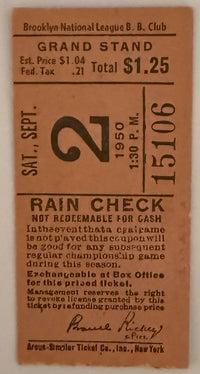 Brooklyn National League B. B. Club
GRAND STAND
Est. Price $1.04
Fed. Tax .21 Total $1.25
SAT., SEPT.
2
1950
1:30 P. M.
15106
RAIN CHECK
NOT REDEEMABLE FOR CASH
In the event that a legal game
is not played this coupon will
be good for any subsequent
regular championship game
during this season.
Exchangeable at Box Office
for this priced ticket.
Management reserves the right
to revoke license granted by this
ticket by refunding purchase price
Branch Rickey
Pres.
Arcus-Simplex Ticket Co., Inc., New York